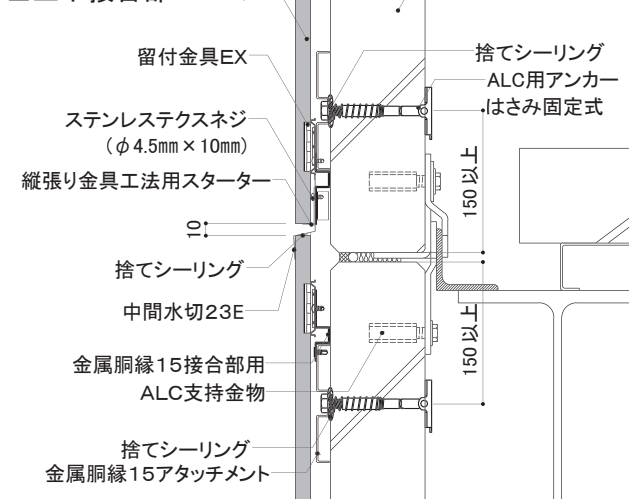 留付金具EX
ステンレステクスネジ
（φ4.5mm×10mm）
縦張り金具工法用スターター
10
捨てシーリング
中間水切23E
金属胴縁15接合部用
ALC支持金物
捨てシーリング
金属胴縁15アタッチメント
捨てシーリング
ALC用アンカー
はさみ固定式
150以上
150以上